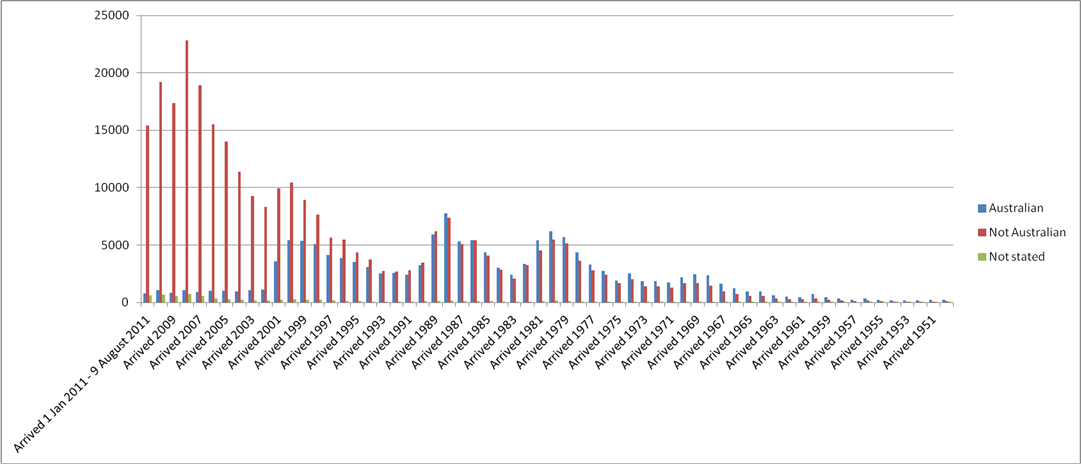 25000
20000
15000
10000
5000
0
Australian
Not Australian
Not stated
Arrived 1 Jan 2011 - 9 August 2011
Arrived 2009
Arrived 2007
Arrived 2005
Arrived 2003
Arrived 2001
Arrived 1999
Arrived 1997
Arrived 1995
Arrived 1993
Arrived 1991
Arrived 1989
Arrived 1987
Arrived 1985
Arrived 1983
Arrived 1981
Arrived 1979
Arrived 1977
Arrived 1975
Arrived 1973
Arrived 1971
Arrived 1969
Arrived 1967
Arrived 1965
Arrived 1963
Arrived 1961
Arrived 1959
Arrived 1957
Arrived 1955
Arrived 1953
Arrived 1951